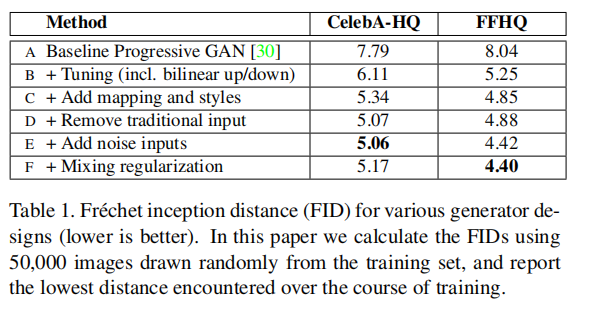 Method CelebA-HQ FFHQ
A Baseline Progressive GAN [30] 7.79 8.04
B + Tuning (incl. bilinear up/down) 6.11 5.25
C + Add mapping and styles 5.34 4.85
D + Remove traditional input 5.07 4.88
E + Add noise inputs 5.06 4.42
F + Mixing regularization 5.17 4.40
Table 1. Fréchet inception distance (FID) for various generator de-
signs (lower is better). In this paper we calculate the FIDs using
50,000 images drawn randomly from the training set, and report
the lowest distance encountered over the course of training.